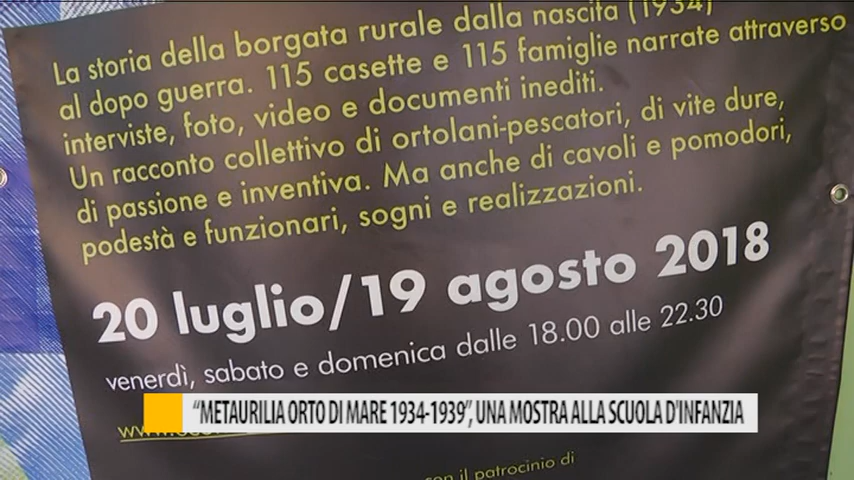 La storia della borgata rurale dalla nascita (1934)
al dopo guerra. 115 casette e 115 famiglie narrate attraverso
interviste, foto, video e documenti inediti.
Un racconto collettivo di ortolani-pescatori, di vite dure,
di passione e inventiva. Ma anche di cavoli e pomodori,
podestà e funzionari, sogni e realizzazioni.
20 luglio/19 agosto 2018
venerdì, sabato e domenica dalle 18.00 alle 22.30
“METAURILIA ORTO DI MARE 1934-1939”, UNA MOSTRA ALLA SCUOLA D'INFANZIA
con il patrocinio di